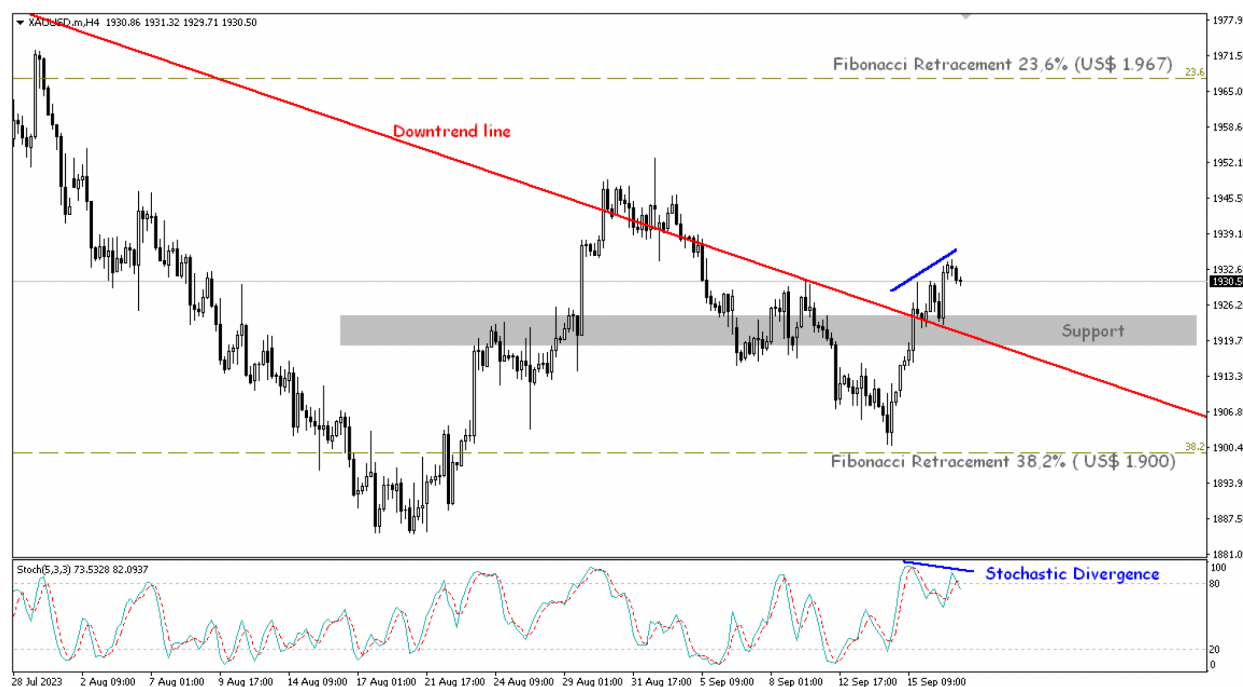 XAUUSD.m,H4 1930.86 1931.32 1929.71 1930.50
Fibonacci Retracement 23,6% (US$ 1.967)
23.6
Downtrend line
Support
38.2
Fibonacci Retracement 38,2% ( US$ 1.900)
1977.9
1971.5
1965.0
1958.6
1952.1
1945.5
1939.1
1932.6
1930.5
1926.2
1919.7
1913.3
1906.8
1900.4
1893.9
1887.5
1881.0
Stoch(5,3,3) 73.5328 82.0937
Stochastic Divergence
100
80
20
0
28 Jul 2023 2 Aug 09:00 7 Aug 01:00 9 Aug 17:00 14 Aug 09:00 17 Aug 01:00 21 Aug 17:00 24 Aug 09:00 29 Aug 01:00 31 Aug 17:00 5 Sep 09:00 8 Sep 01:00 12 Sep 17:00 15 Sep 09:00